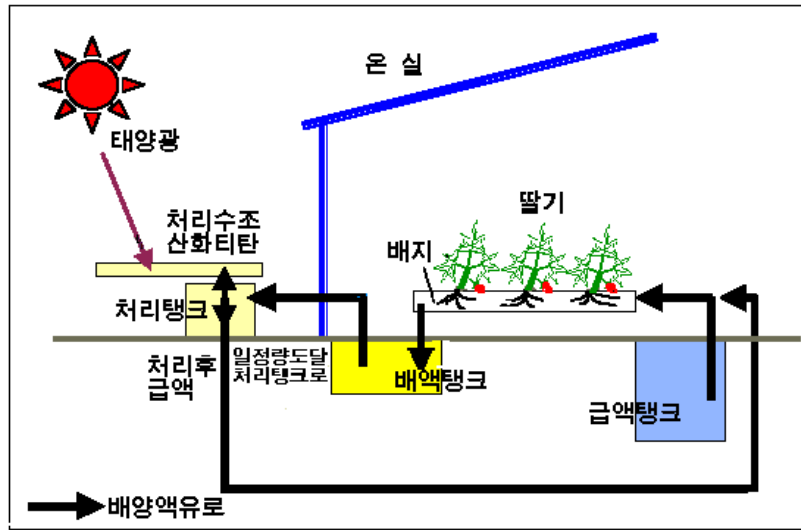 온 실
태양광
딸기
처리수조
산화티탄
배지
처리탱크
처리후
급액
일정량도달
처리탱크로
배액탱크
급액탱크
배양액유로